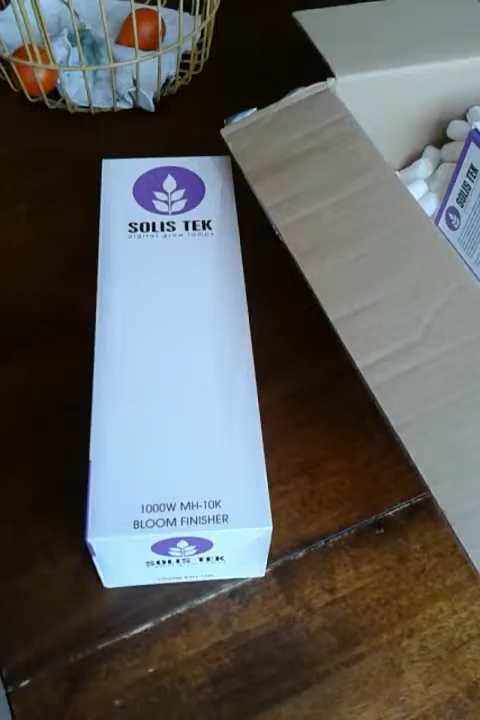 SOLIS TEK
digital grow lamps
1000W MH-10K
BLOOM FINISHER
SOLIS TEK
SOLIS TEK